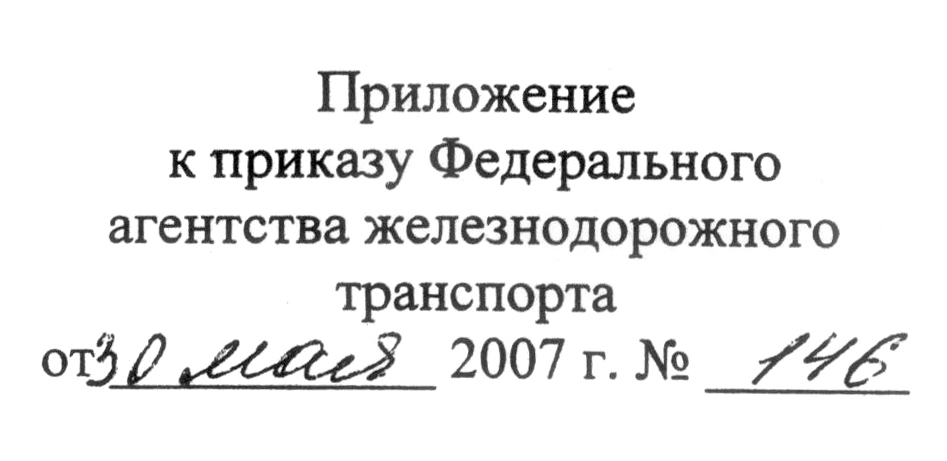 Приложение
к приказу Федерального
агентства железнодорожного
транспорта
от 30 мая 2007 г. № 146